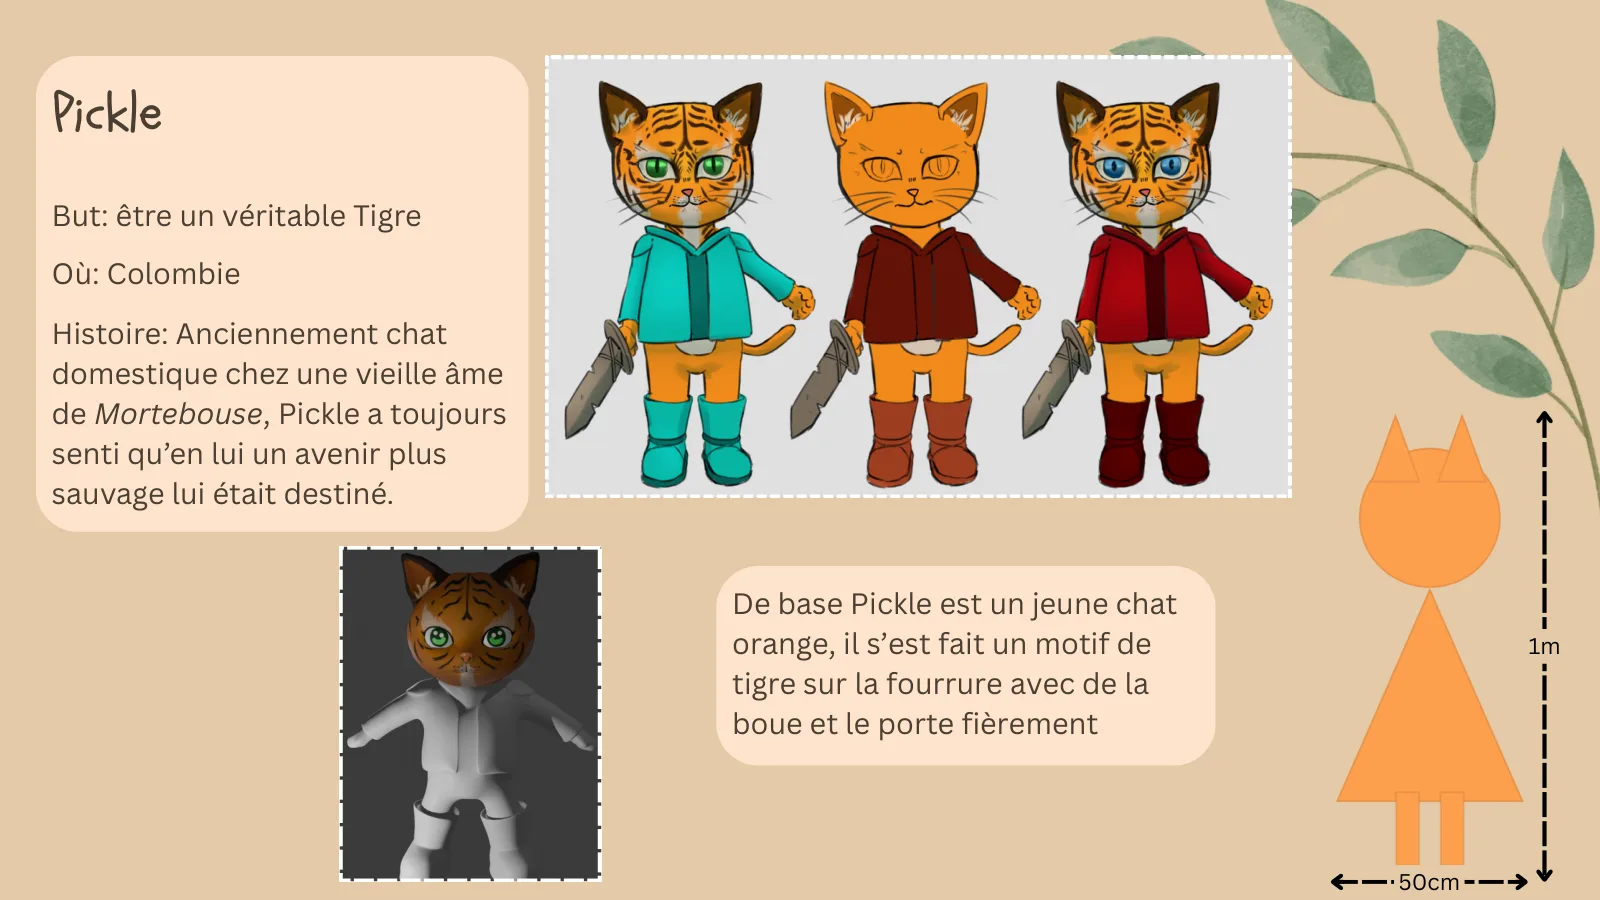 Pickle
But: être un véritable Tigre
Où: Colombie
Histoire: Anciennement chat
domestique chez une vieille âme
de Mortebouse, Pickle a toujours
senti qu’en lui un avenir plus
sauvage lui était destiné.
De base Pickle est un jeune chat
orange, il s’est fait un motif de
tigre sur la fourrure avec de la
boue et le porte fièrement
1m
50cm